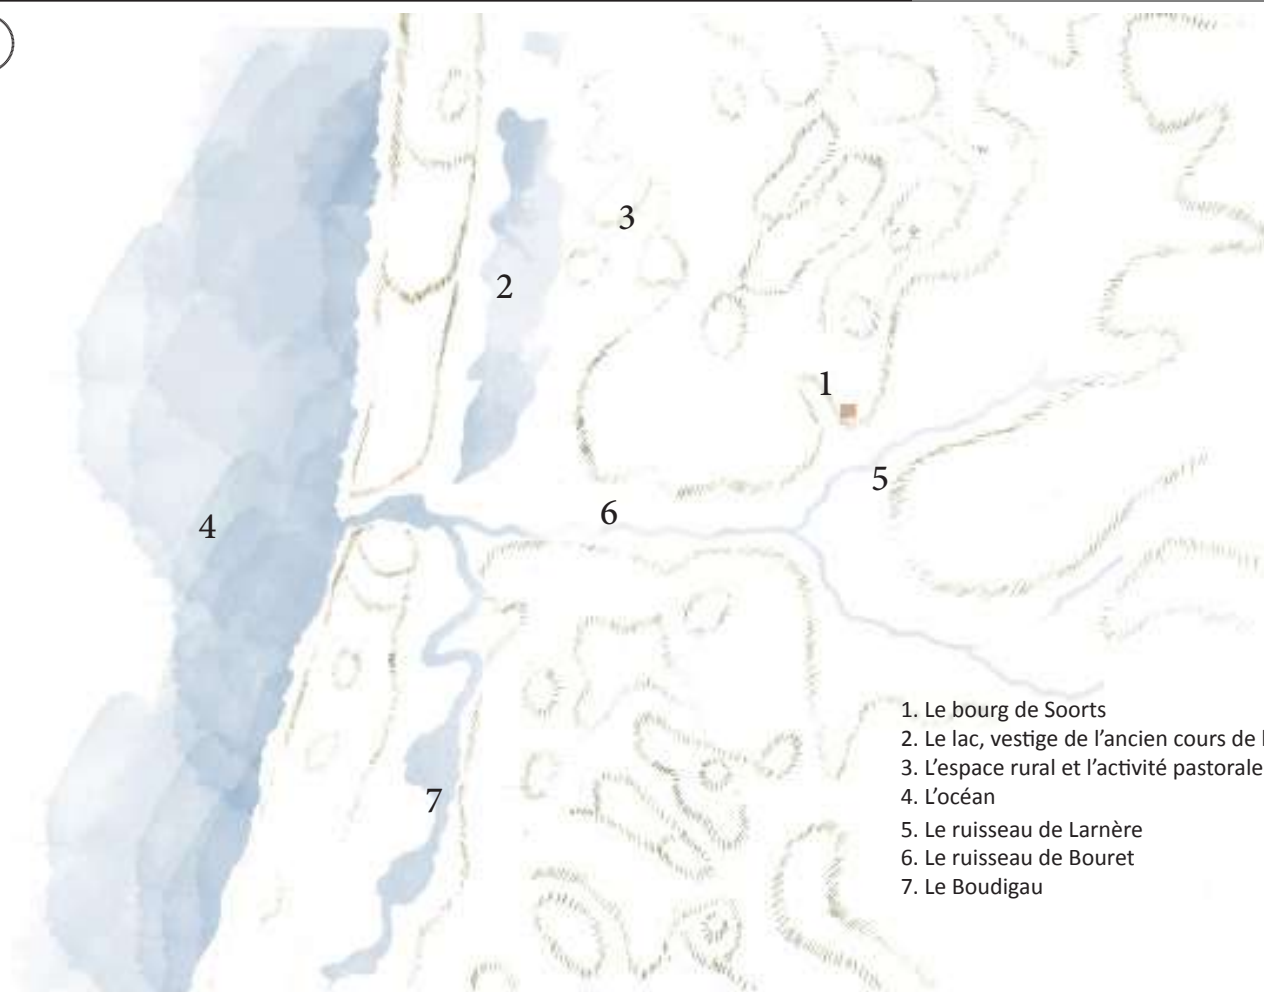 3
2
1
5
6
4
7
1. Le bourg de Soorts
2. Le lac, vestige de l’ancien cours de
3. L’espace rural et l’activité pastorale
4. L’océan
5. Le ruisseau de Larnère
6. Le ruisseau de Bouret
7. Le Boudigau